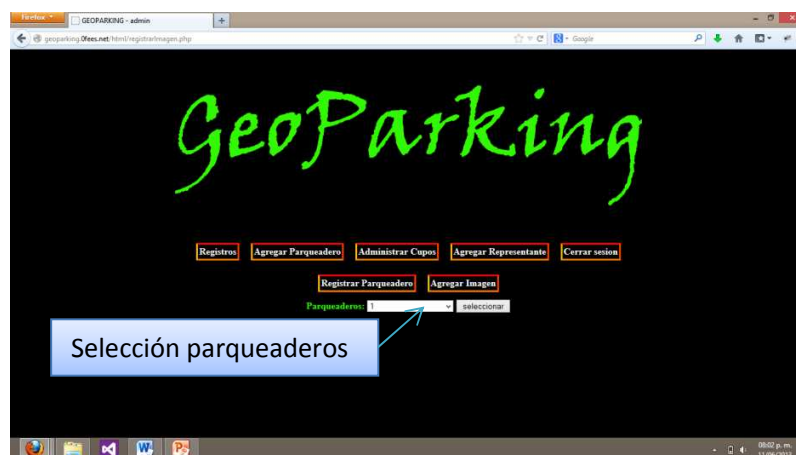 Firefox
GEOPARKING - admin
geoparking.0fees.net/html/registrarImagen.php
Google
GeoParking
Registros Agregar Parqueadero Administrar Cupos Agregar Representante Cerrar sesion
Registrar Parqueadero Agregar Imagen
Parqueaderos: 1 seleccionar
Selección parqueaderos
08:02 p. m.